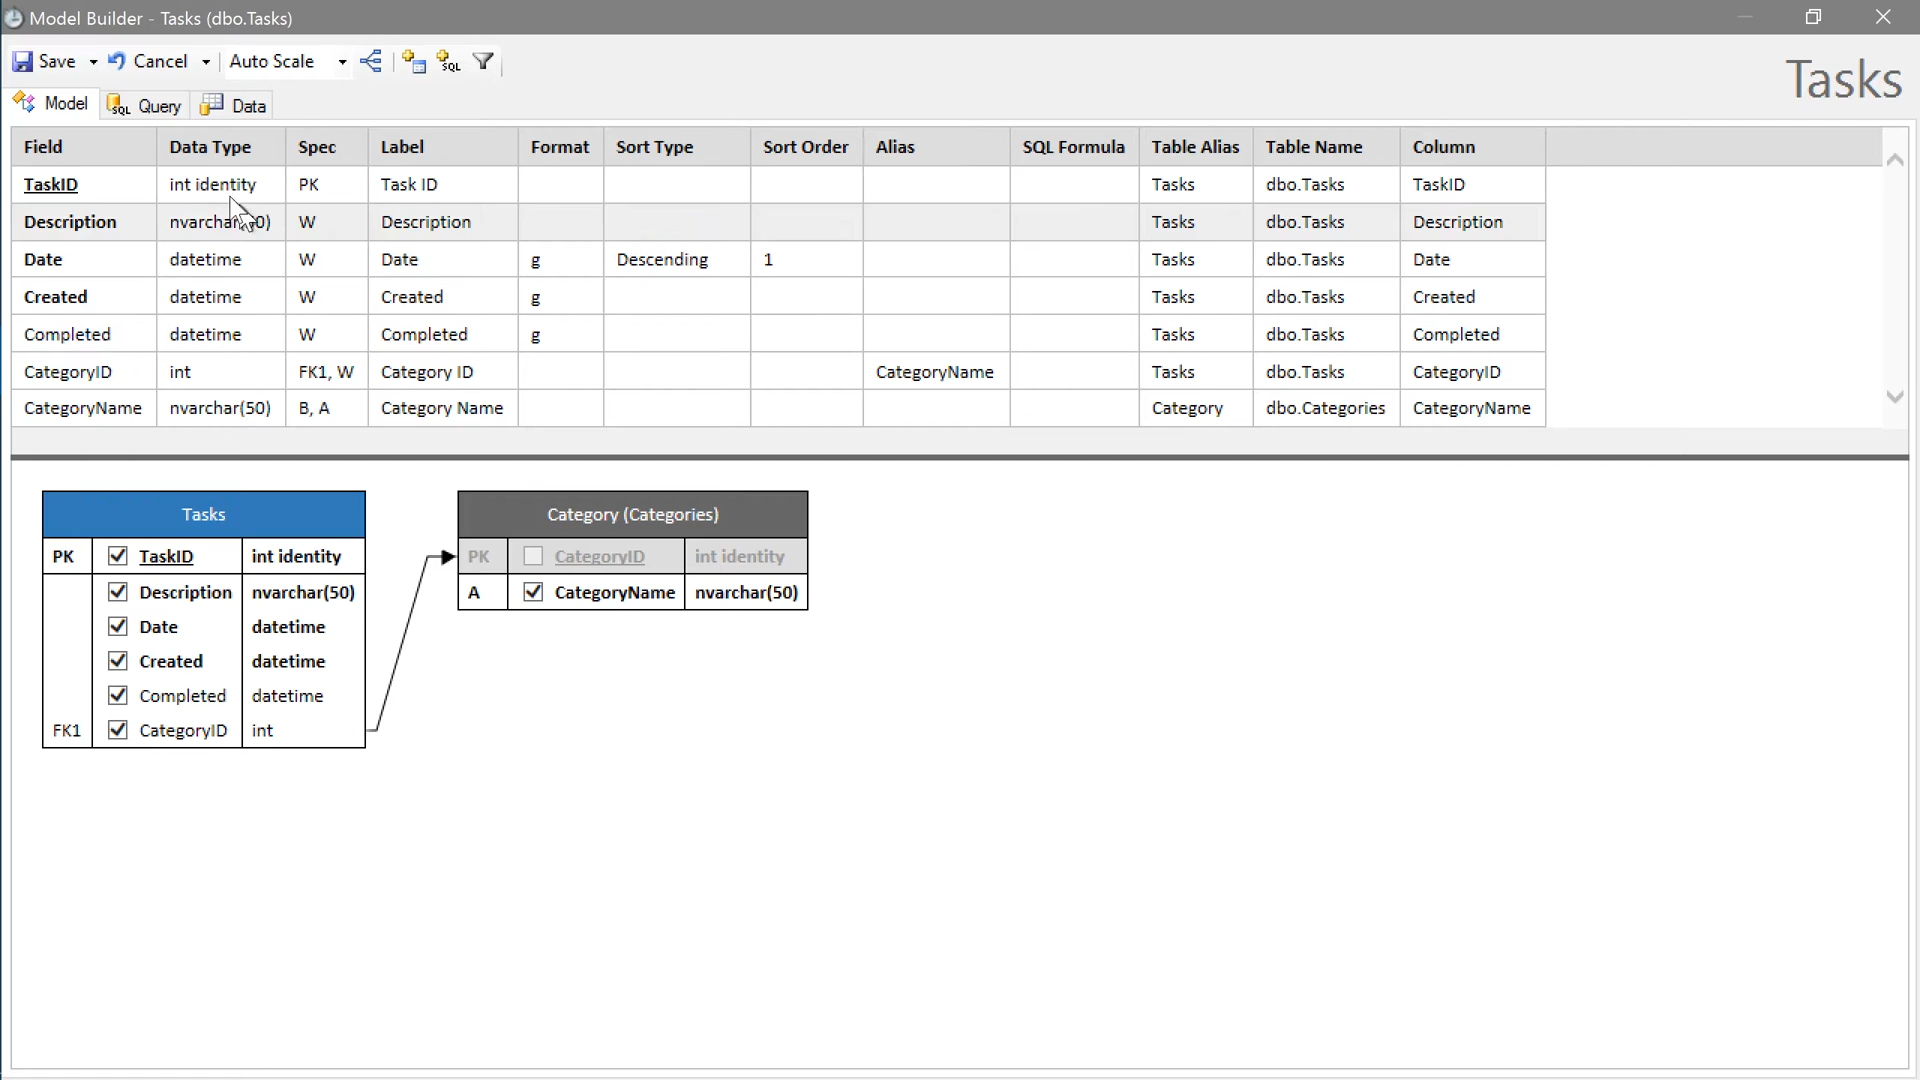 Model Builder - Tasks (dbo.Tasks)
Save Cancel Auto Scale SQL
Tasks
Model SQL Query Data
Field Data Type Spec Label Format Sort Type Sort Order Alias SQL Formula Table Alias Table Name Column
TaskID int identity PK Task ID Tasks dbo.Tasks TaskID
Description W Description Tasks dbo.Tasks Description
Date datetime W Date g Descending 1 Tasks dbo.Tasks Date
Created datetime W Created g Tasks dbo.Tasks Created
Completed datetime W Completed g Tasks dbo.Tasks Completed
CategoryID int FK1, W Category ID CategoryName Tasks dbo.Tasks CategoryID
CategoryName nvarchar(50) B, A Category Name Category dbo.Categories CategoryName
Tasks
PK TaskID int identity
Description nvarchar(50)
Date datetime
Created datetime
Completed datetime
FK1 CategoryID int
Category (Categories)
PK CategoryID int identity
A CategoryName nvarchar(50)